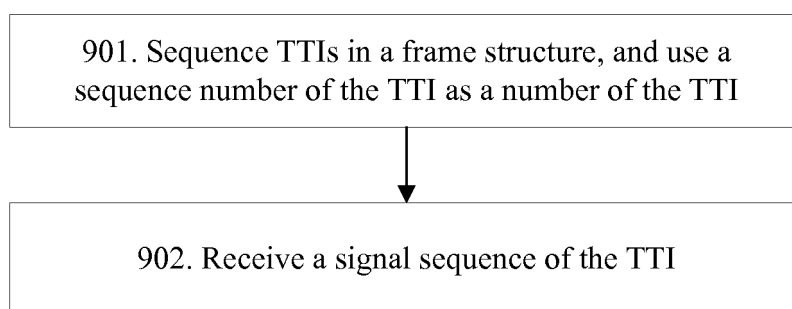 901. Sequence TTIs in a frame structure, and use a
sequence number of the TTI as a number of the TTI
902. Receive a signal sequence of the TTI